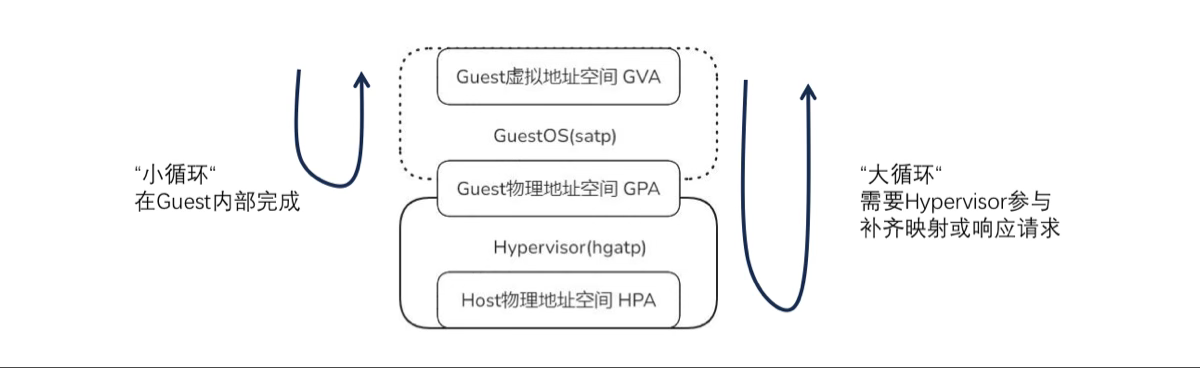 Guest虚拟地址空间 GVA
GuestOS(satp)
“小循环“
在Guest内部完成
Guest物理地址空间 GPA
“大循环“
需要Hypervisor参与
补齐映射或响应请求
Hypervisor(hgatp)
Host物理地址空间 HPA